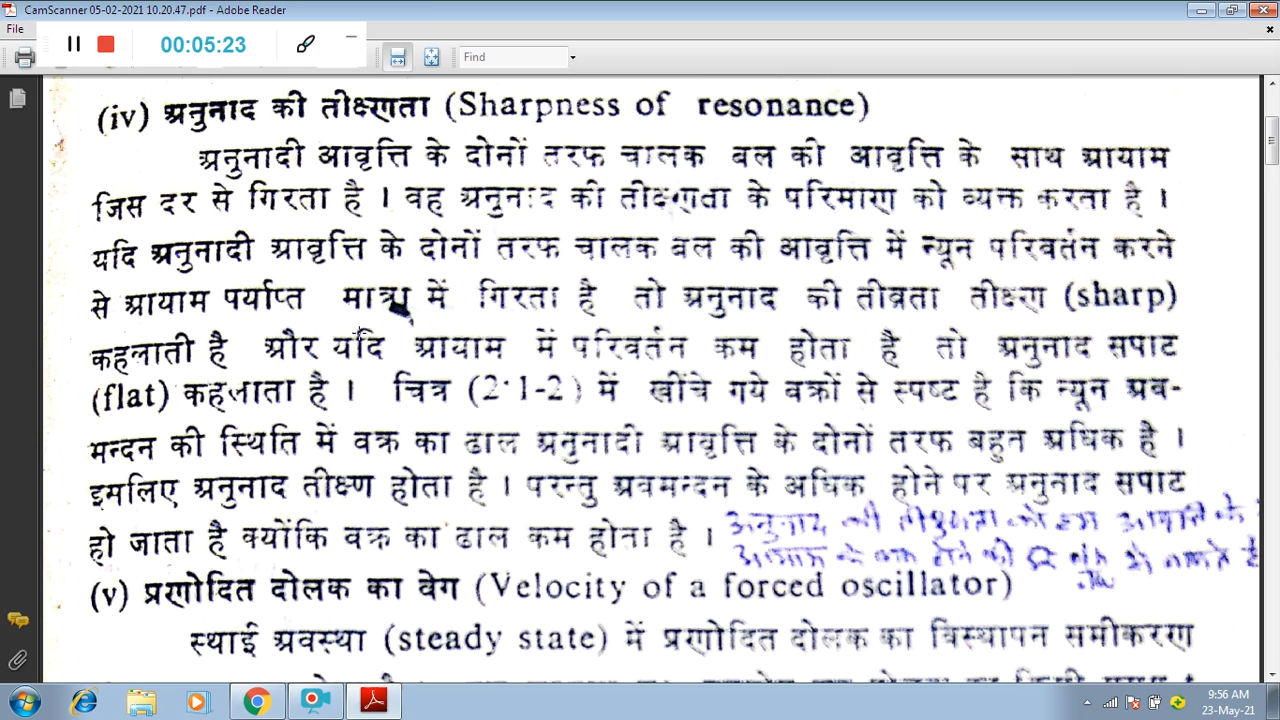 CamScanner 05-02-2021 10.20.47.pdf - Adobe Reader
File
00:05:23
Find
(iv) अनुनाद की तीक्ष्णता (Sharpness of resonance)
अनुनादी आवृत्ति के दोनों तरफ चालक बल की आवृत्ति के साथ आयाम
जिस दर से गिरता है । वह अनुनाद की तीक्ष्णता के परिमाण को व्यक्त करता है ।
यदि अनुनादी आवृत्ति के दोनों तरफ चालक बल की आवृत्ति में न्यून परिवर्तन करने
से आयाम पर्याप्त मात्रा में गिरता है तो अनुनाद की तीव्रता तीक्ष्ण (sharp)
कहलाती है और यदि आयाम में परिवर्तन कम होता है तो अनुनाद सपाट
(flat) कहलाता है । चित्र (2·1-2) में खींचे गये वक्रों से स्पष्ट है कि न्यून अव-
मन्दन की स्थिति में वक्र का ढाल अनुनादी आवृत्ति के दोनों तरफ बहुत अधिक है ।
इसलिए अनुनाद तीक्ष्ण होता है । परन्तु अवमन्दन के अधिक होने पर अनुनाद सपाट
हो जाता है क्योंकि वक्र का ढाल कम होता है ।
अनुनाद की
(v) प्रणोदित दोलक का वेग (Velocity of a forced oscillator)
स्थाई अवस्था (steady state) में प्रणोदित दोलक का विस्थापन समीकरण
9:56 AM
23-May-21